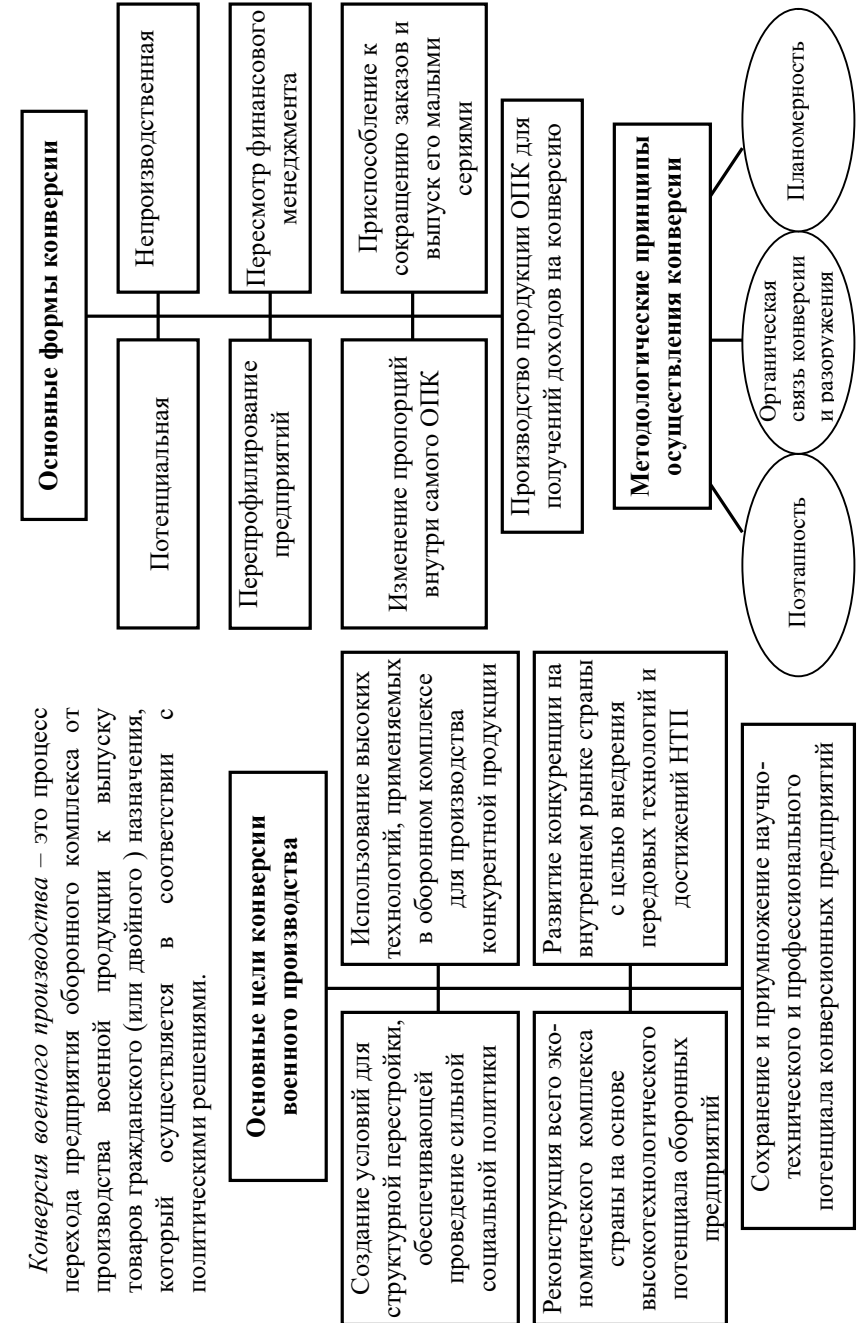 Конверсия военного производства – это процесс
перехода предприятия оборонного комплекса от
производства военной продукции к выпуску
товаров гражданского (или двойного ) назначения,
который осуществляется в соответствии с
политическими решениями.
Основные цели конверсии
военного производства
Создание условий для
структурной перестройки,
обеспечивающей
проведение сильной
социальной политики
Использование высоких
технологий, применяемых
в оборонном комплексе
для производства
конкурентной продукции
Реконструкция всего эко-
номического комплекса
страны на основе
высокотехнологического
потенциала оборонных
предприятий
Развитие конкуренции на
внутреннем рынке страны
с целью внедрения
передовых технологий и
достижений НТП
Сохранение и приумножение научно-
технического и профессионального
потенциала конверсионных предприятий
Основные формы конверсии
Потенциальная
Непроизводственная
Перепрофилирование
предприятий
Пересмотр финансового
менеджмента
Изменение пропорций
внутри самого ОПК
Приспособление к
сокращению заказов и
выпуск его малыми
сериями
Производство продукции ОПК для
получений доходов на конверсию
Методологические принципы
осуществления конверсии
Поэтапность
Органическая
связь конверсии
и разоружения
Планомерность